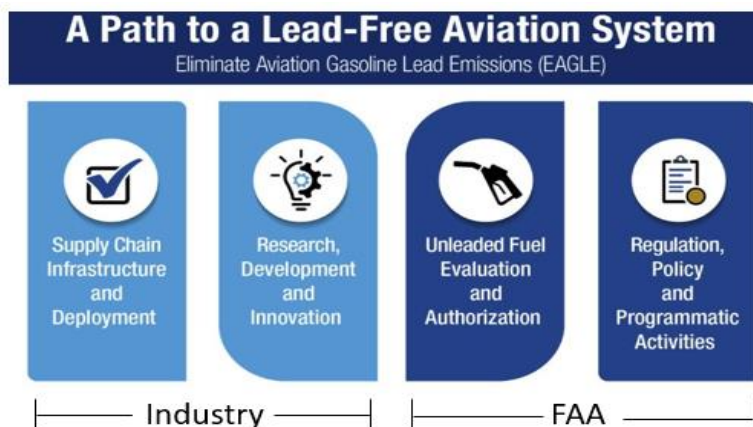 A Path to a Lead-Free Aviation System
Eliminate Aviation Gasoline Lead Emissions (EAGLE)
Supply Chain
Infrastructure
and
Deployment
Research,
Development
and
Innovation
Unleaded Fuel
Evaluation
and
Authorization
Regulation,
Policy
and
Programmatic
Activities
Industry
FAA